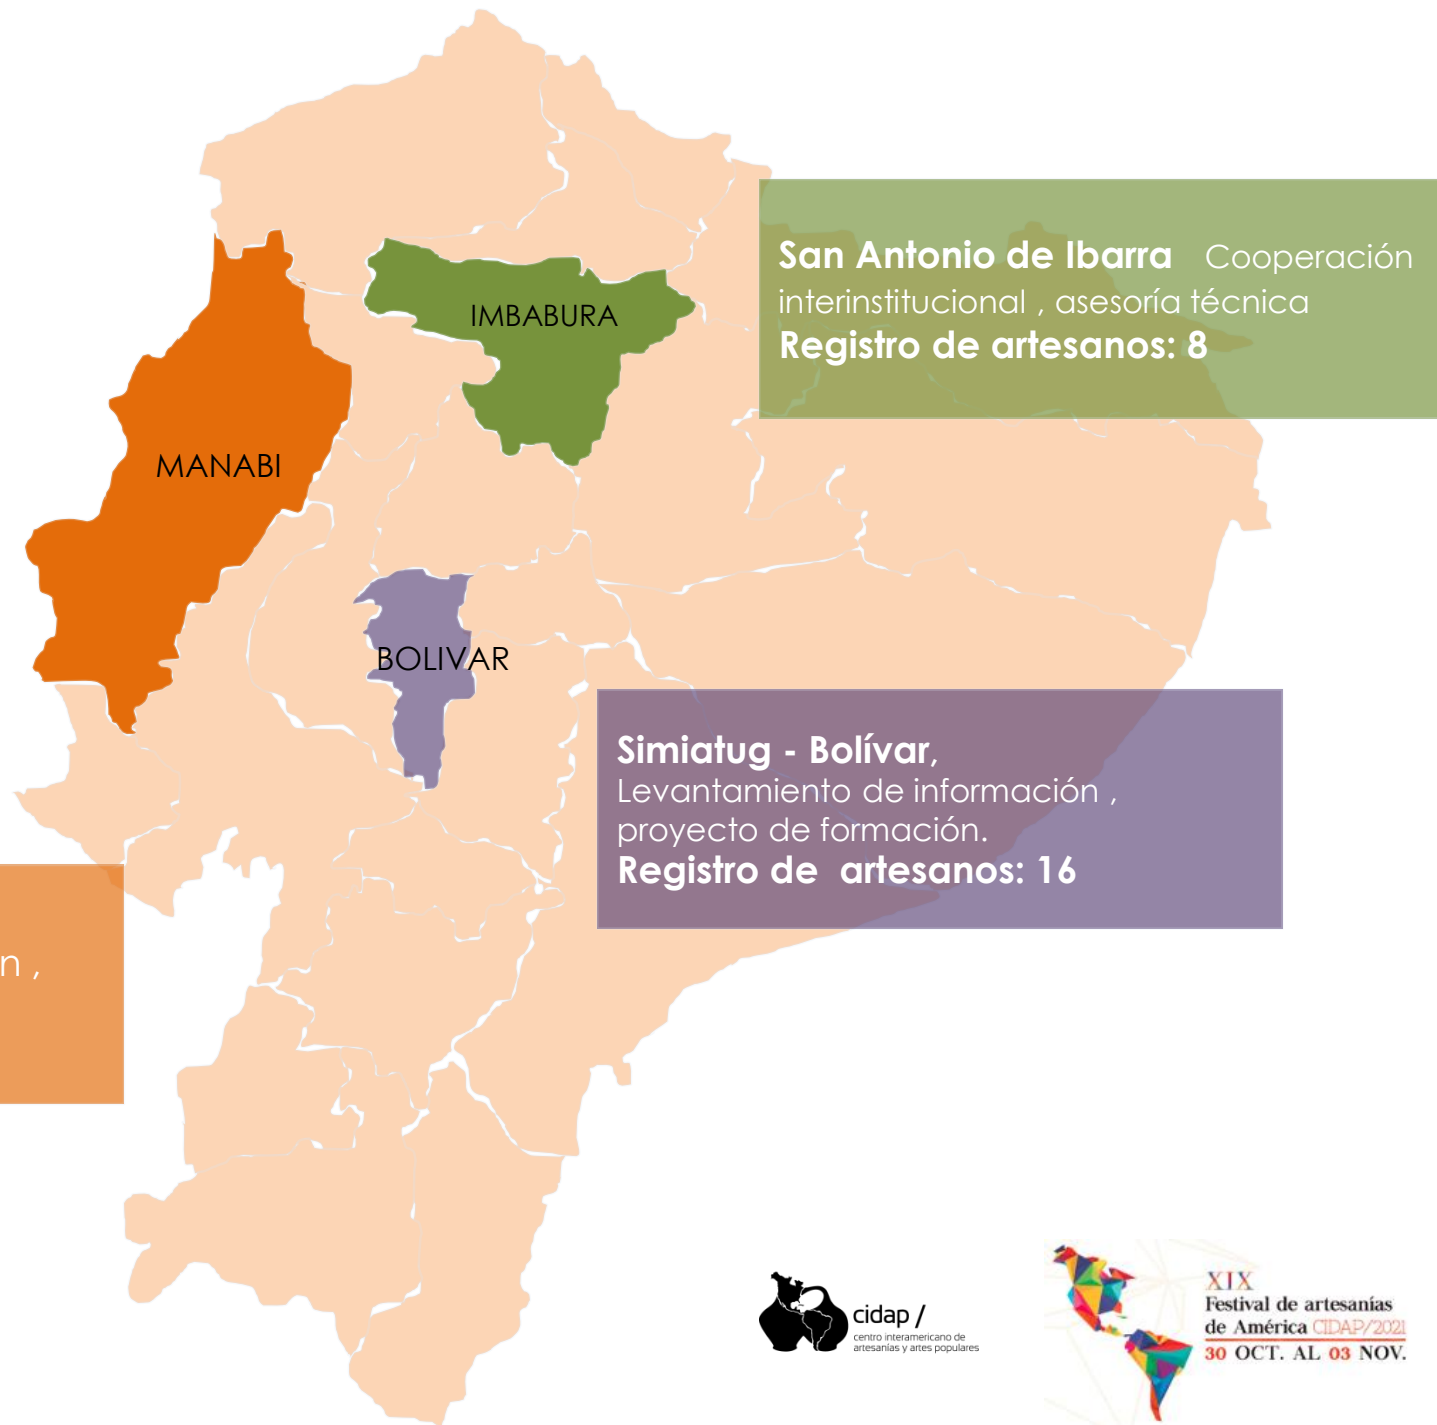 San Antonio de Ibarra Cooperación
interinstitucional , asesoría técnica
Registro de artesanos: 8
IMBABURA
MANABI
BOLIVAR
Simiatug - Bolívar,
Levantamiento de información ,
proyecto de formación.
Registro de artesanos: 16
n ,
cidap /
centro interamericano de
artesanías y artes populares
XIX
Festival de artesanías
de América CIDAP/2021
30 OCT. AL 03 NOV.